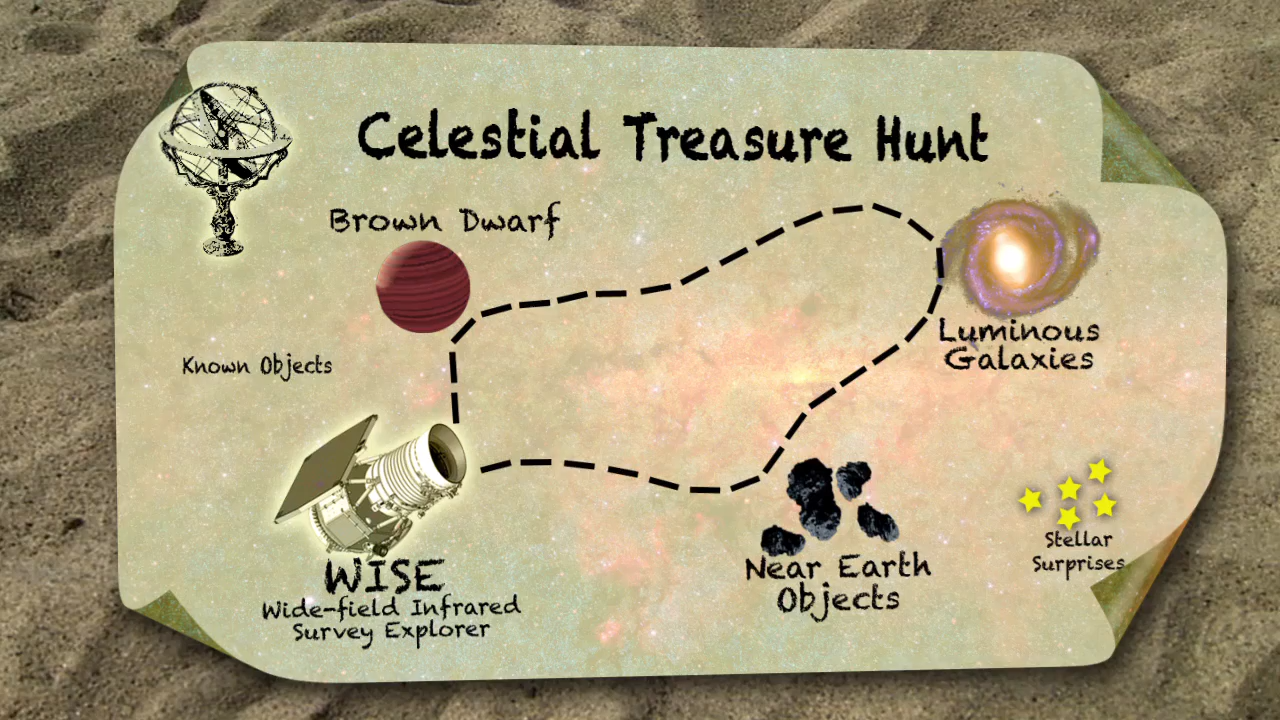 Celestial Treasure Hunt
Brown Dwarf
Luminous
Galaxies
Known Objects
WISE
Wide-field Infrared
Survey Explorer
Near Earth
Objects
Stellar
Surprises